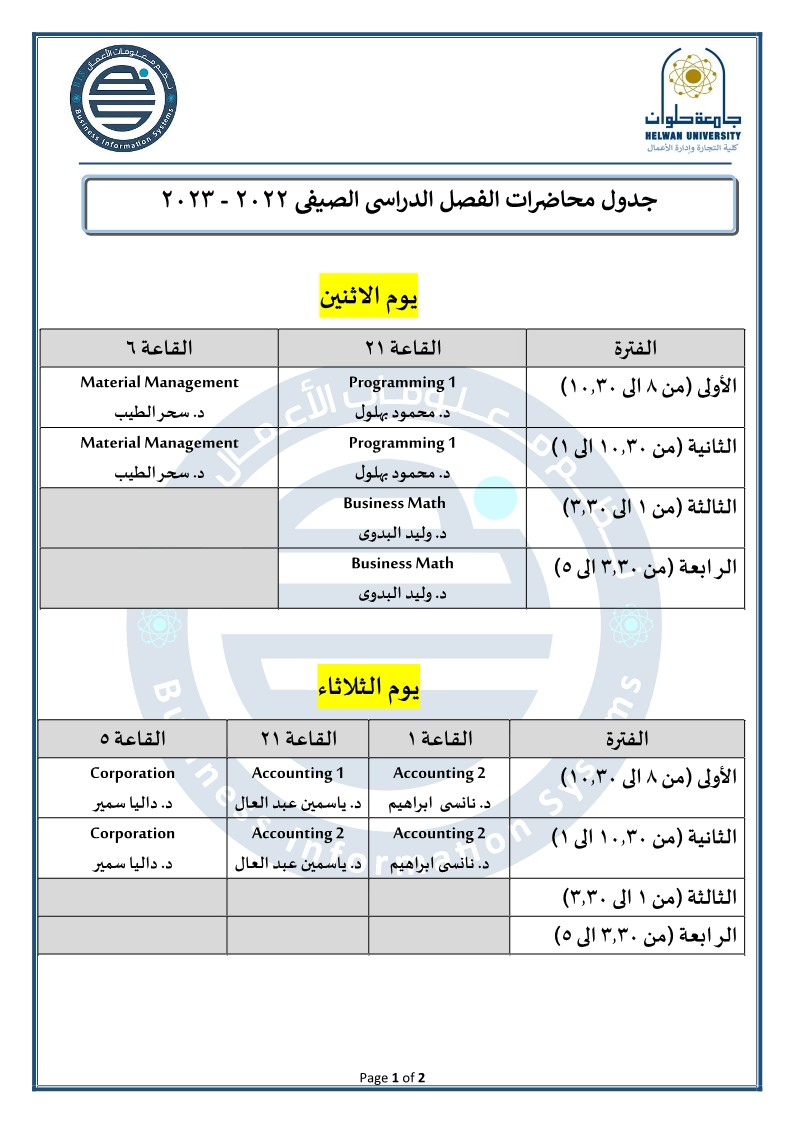 نظم معلومات الأعمال BIS
Business Information Systems
جامعة حلوان
HELWAN UNIVERSITY
كلية التجارة وإدارة الأعمال
جدول محاضرات الفصل الدراسى الصيفى ٢٠٢٢ - ٢٠٢٣
يوم الاثنين
الفترة القاعة ٢١ القاعة ٦
الأولى (من ٨ الى ١٠,٣٠) Programming 1 Material Management
د. محمود بهلول د. سحر الطيب
الثانية (من ١٠,٣٠ الى ١) Programming 1 Material Management
د. محمود بهلول د. سحر الطيب
الثالثة (من ١ الى ٣,٣٠) Business Math
د. وليد البدوى
الرابعة (من ٣,٣٠ الى ٥) Business Math
د. وليد البدوى
يوم الثلاثاء
الفترة القاعة ١ القاعة ٢١ القاعة ٥
الأولى (من ٨ الى ١٠,٣٠) Accounting 2 Accounting 1 Corporation
د. نانسى ابراهيم د. ياسمين عبد العال د. داليا سمير
الثانية (من ١٠,٣٠ الى ١) Accounting 2 Accounting 2 Corporation
د. نانسى ابراهيم د. ياسمين عبد العال د. داليا سمير
الثالثة (من ١ الى ٣,٣٠)
الرابعة (من ٣,٣٠ الى ٥)
نظم معلومات الأعمال
Business Information Systems
Page 1 of 2